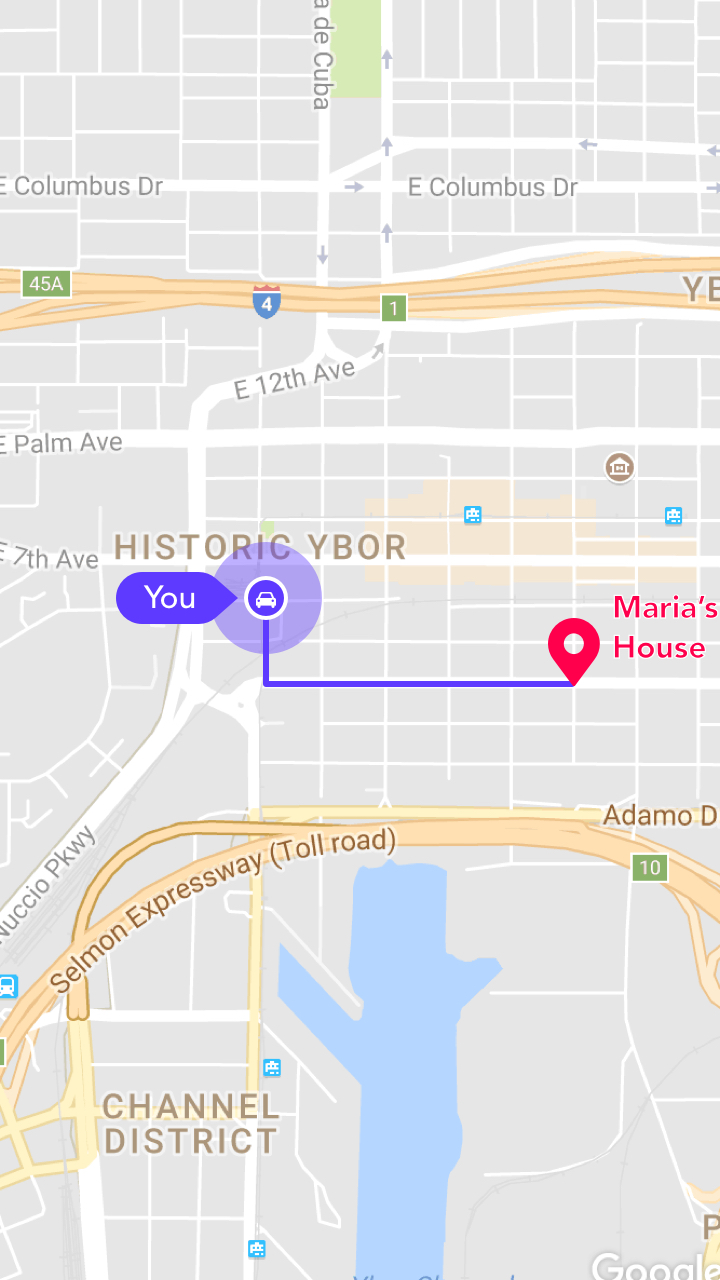 a de Cuba
E Columbus Dr
E Columbus Dr
45A
4
1
YB
E 12th Ave
E Palm Ave
HISTORIC YBOR
E 7th Ave
You
Maria’s
House
Adamo D
Selmon Expressway (Toll road)
10
Nuccio Pkwy
CHANNEL
DISTRICT
P
Google